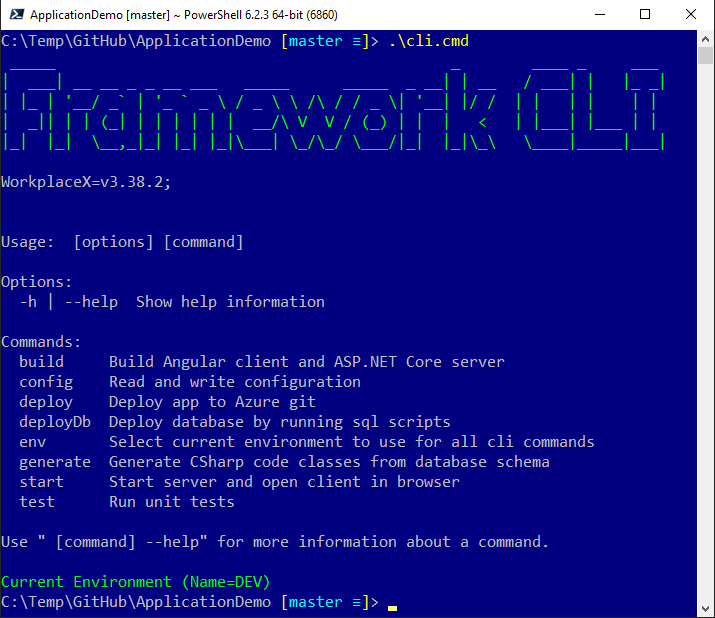 ApplicationDemo [master] ~ PowerShell 6.2.3 64-bit (6860)
C:\Temp\GitHub\ApplicationDemo [master ≡]> .\cli.cmd
Framework CLI
WorkplaceX=v3.38.2;
Usage:  [options] [command]
Options:
  -h | --help  Show help information
Commands:
  build     Build Angular client and ASP.NET Core server
  config    Read and write configuration
  deploy    Deploy app to Azure git
  deployDb  Deploy database by running sql scripts
  env       Select current environment to use for all cli commands
  generate  Generate CSharp code classes from database schema
  start     Start server and open client in browser
  test      Run unit tests
Use " [command] --help" for more information about a command.
Current Environment (Name=DEV)
C:\Temp\GitHub\ApplicationDemo [master ≡]>